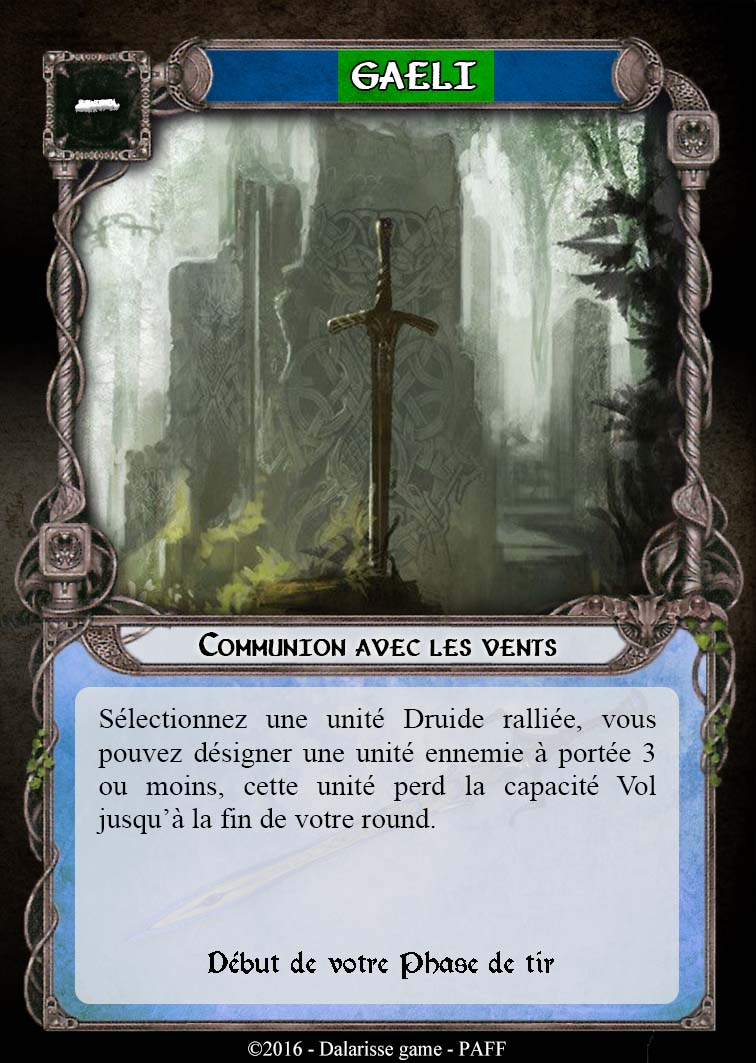 GAELI
-
Communion avec les vents
Sélectionnez une unité Druide ralliée, vous
pouvez désigner une unité ennemie à portée 3
ou moins, cette unité perd la capacité Vol
jusqu'à la fin de votre round.
Début de votre Phase de tir
©2016 - Dalarisse game - PAFF